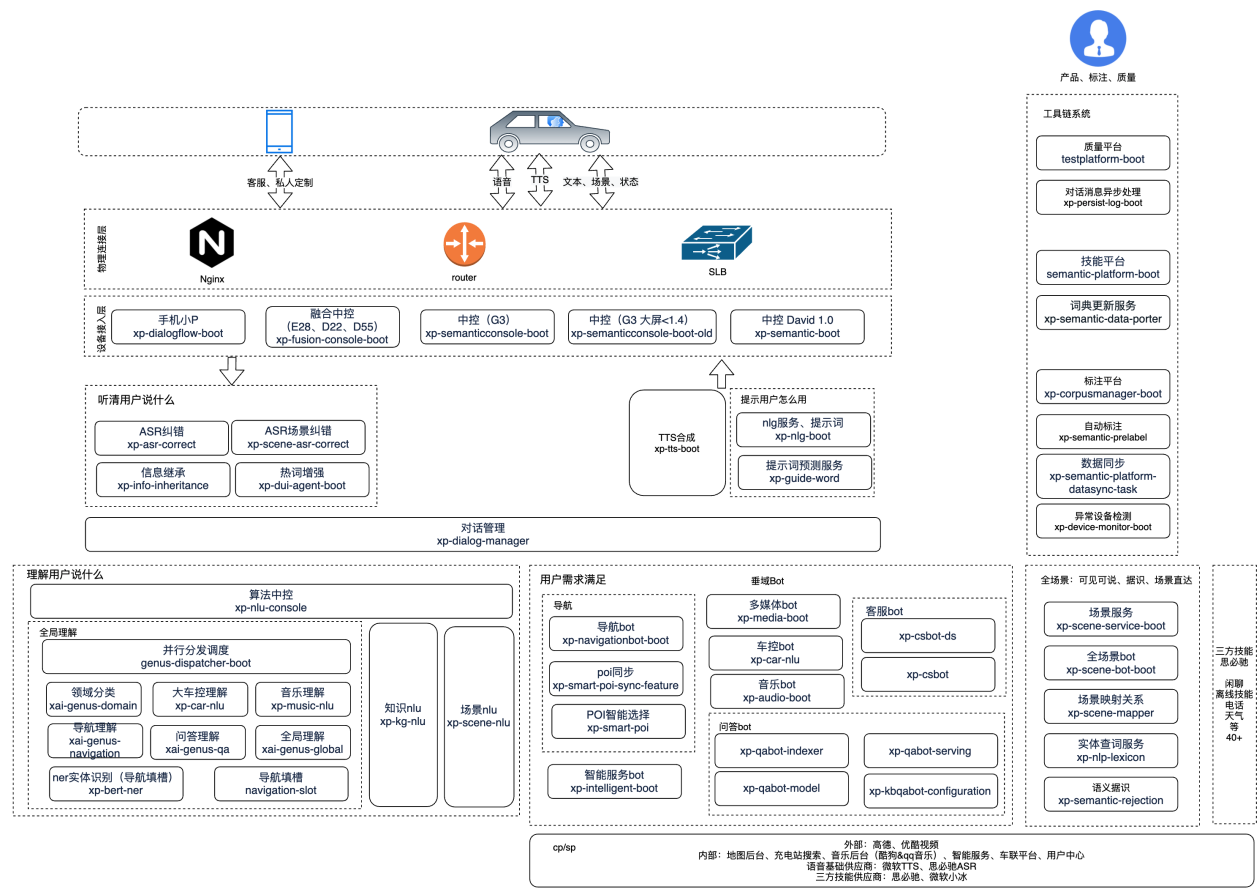 产品、标注、质量
客服、私人定制
语音
TTS
文本、场景、状态
物理连接层
Nginx
router
SLB
设备接入层
手机小P
xp-dialogflow-boot
融合中控
（E28、D22、D55）
xp-fusion-console-boot
中控（G3）
xp-semanticconsole-boot
中控（G3 大屏<1.4）
xp-semanticconsole-boot-old
中控 David 1.0
xp-semantic-boot
听清用户说什么
ASR纠错
xp-asr-correct
ASR场景纠错
xp-scene-asr-correct
信息继承
xp-info-inheritance
热词增强
xp-dui-agent-boot
TTS合成
xp-tts-boot
提示用户怎么用
nlg服务、提示词
xp-nlg-boot
提示词预测服务
xp-guide-word
对话管理
xp-dialog-manager
理解用户说什么
算法中控
xp-nlu-console
全局理解
并行分发调度
genus-dispatcher-boot
领域分类
xai-genus-domain
大车控理解
xp-car-nlu
音乐理解
xp-music-nlu
导航理解
xai-genus-
navigation
问答理解
xai-genus-qa
全局理解
xai-genus-global
ner实体识别（导航填槽）
xp-bert-ner
导航填槽
navigation-slot
知识nlu
xp-kg-nlu
场景nlu
xp-scene-nlu
用户需求满足
垂域Bot
导航
导航bot
xp-navigationbot-boot
poi同步
xp-smart-poi-sync-feature
POI智能选择
xp-smart-poi
智能服务bot
xp-intelligent-boot
多媒体bot
xp-media-boot
车控bot
xp-car-nlu
音乐bot
xp-audio-boot
客服bot
xp-csbot-ds
xp-csbot
问答bot
xp-qabot-indexer
xp-qabot-serving
xp-qabot-model
xp-kbqabot-configuration
工具链系统
质量平台
testplatform-boot
对话消息异步处理
xp-persist-log-boot
技能平台
semantic-platform-boot
词典更新服务
xp-semantic-data-porter
标注平台
xp-corpusmanager-boot
自动标注
xp-semantic-prelabel
数据同步
xp-semantic-platform-
datasync-task
异常设备检测
xp-device-monitor-boot
全场景：可见可说、据识、场景直达
场景服务
xp-scene-service-boot
全场景bot
xp-scene-bot-boot
场景映射关系
xp-scene-mapper
实体查词服务
xp-nlp-lexicon
语义据识
xp-semantic-rejection
三方技能
思必驰
闲聊
离线技能
电话
天气
等
40+
cp/sp
外部：高德、优酷视频
内部：地图后台、充电站搜索、音乐后台（酷狗&qq音乐）、智能服务、车联平台、用户中心
语音基础供应商：微软TTS、思必驰ASR
三方技能供应商：思必驰、微软小冰